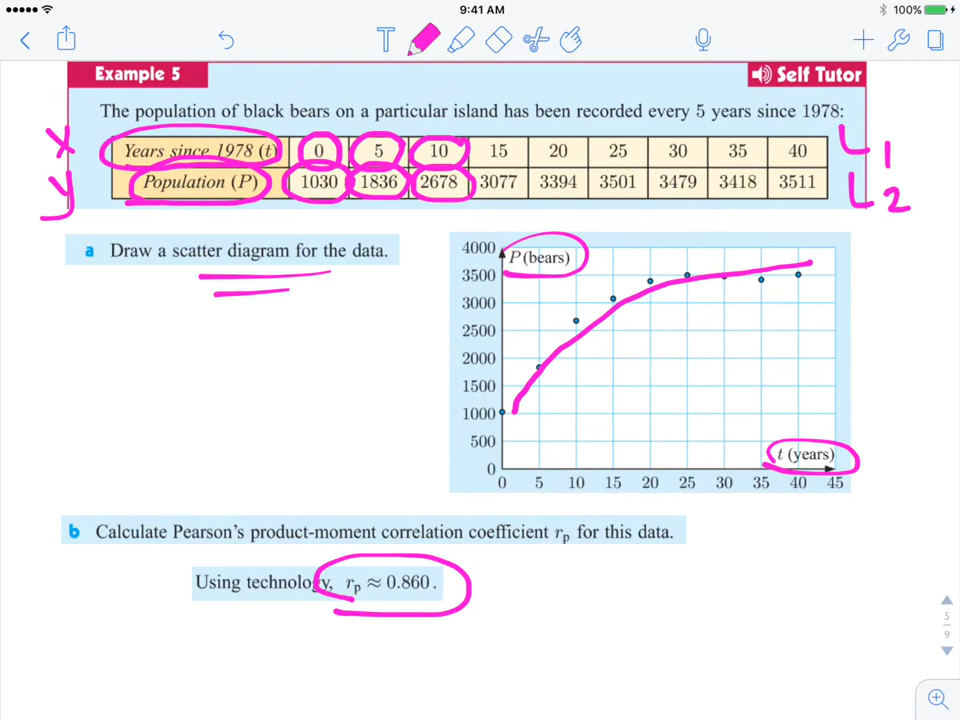 9:41 AM
100%
T
Example 5
Self Tutor
The population of black bears on a particular island has been recorded every 5 years since 1978:
x Years since 1978 (t) 0 5 10 15 20 25 30 35 40 L1
y Population (P) 1030 1836 2678 3077 3394 3501 3479 3418 3511 L2
a Draw a scatter diagram for the data.
P (bears)
4000
3500
3000
2500
2000
1500
1000
500
0
t (years)
0 5 10 15 20 25 30 35 40 45
b Calculate Pearson's product-moment correlation coefficient rp for this data.
Using technology, rp ≈ 0.860 .
5
9